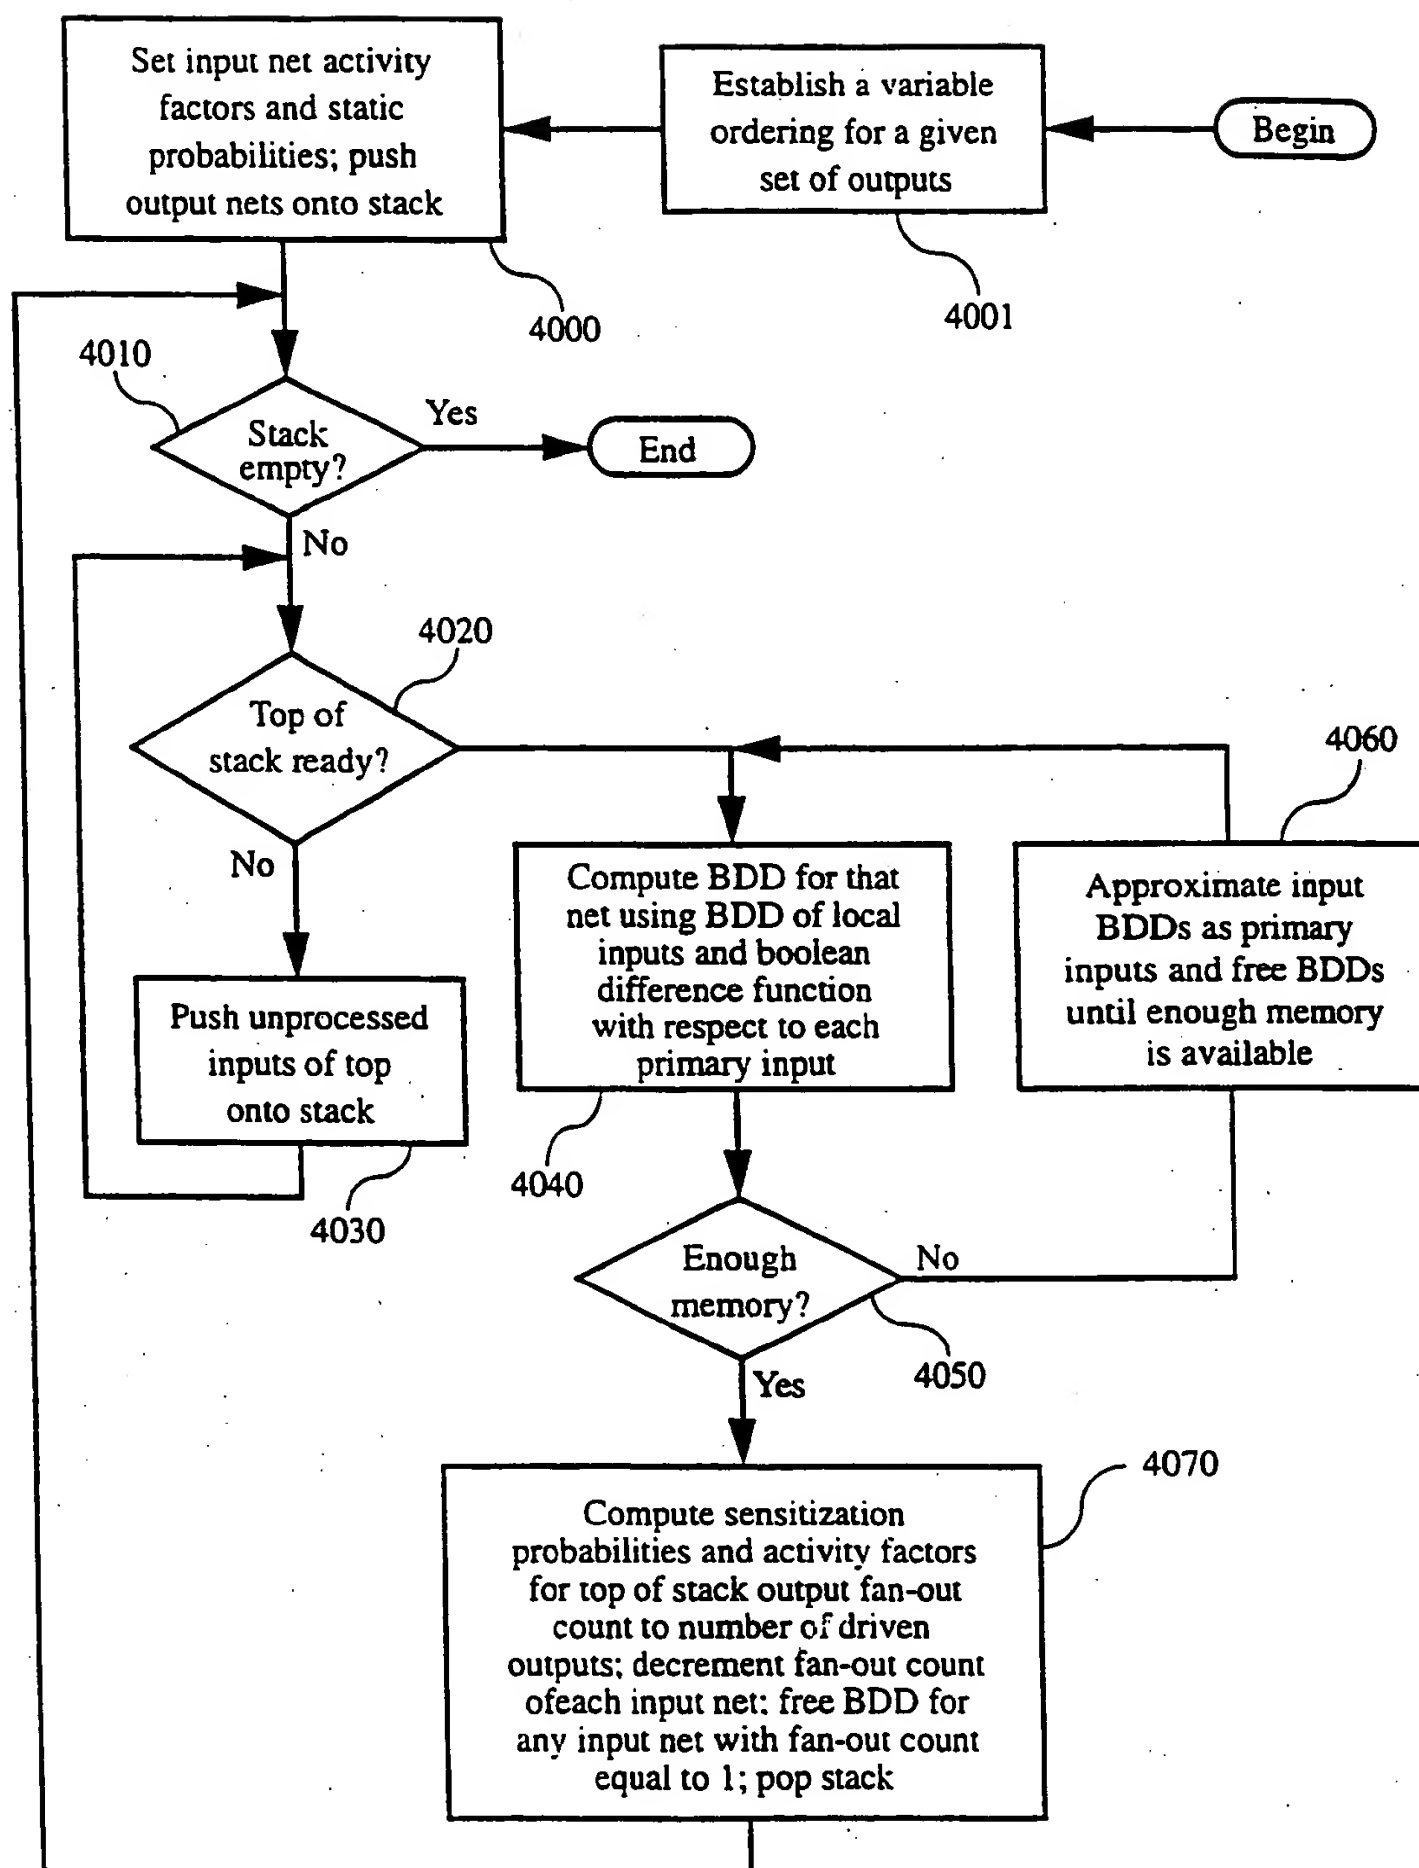 Set input net activity
factors and static
probabilities; push
output nets onto stack
Establish a variable
ordering for a given
set of outputs
Begin
4000
4001
4010
Stack
empty?
Yes
End
No
4020
Top of
stack ready?
No
4060
Compute BDD for that
net using BDD of local
inputs and boolean
difference function
with respect to each
primary input
Approximate input
BDDs as primary
inputs and free BDDs
until enough memory
is available
Push unprocessed
inputs of top
onto stack
4030
4040
Enough
memory?
No
4050
Yes
4070
Compute sensitization
probabilities and activity factors
for top of stack output fan-out
count to number of driven
outputs; decrement fan-out count
ofeach input net; free BDD for
any input net with fan-out count
equal to 1; pop stack